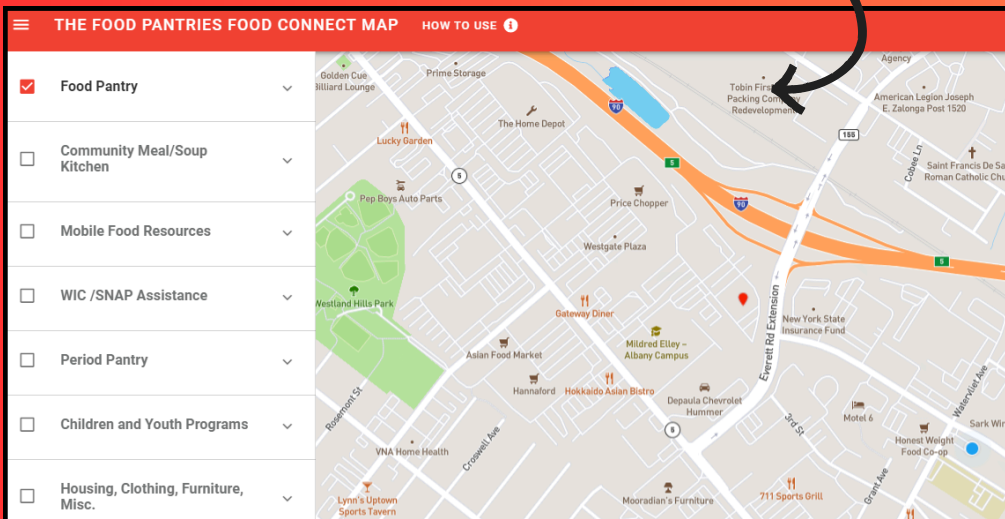 THE FOOD PANTRIES FOOD CONNECT MAP HOW TO USE i
Food Pantry
Community Meal/Soup
Kitchen
Mobile Food Resources
WIC /SNAP Assistance
Period Pantry
Children and Youth Programs
Housing, Clothing, Furniture,
Misc.
Golden Cue
Billiard Lounge
Prime Storage
The Home Depot
Lucky Garden
5
Pep Boys Auto Parts
90
5
Tobin First
Packing
Redevelopment
Agency
American Legion Joseph
E. Zalonga Post 1520
155
Cobee Ln
Saint Francis De Sa
Roman Catholic Chu
Price Chopper
90
Westgate Plaza
5
Westland Hills Park
Gateway Diner
Mildred Elley -
Albany Campus
Everett Rd Extension
New York State
Insurance Fund
Asian Food Market
Hannaford
Hokkaido Asian Bistro
Depaula Chevrolet
Hummer
Rosemont St
VNA Home Health
Croswell Ave
5
3rd St
Motel 6
Watervliet Ave
Sark Win
Honest Weight
Food Co-op
Grant Ave
Lynn's Uptown
Sports Tavern
Mooradian's Furniture
711 Sports Grill